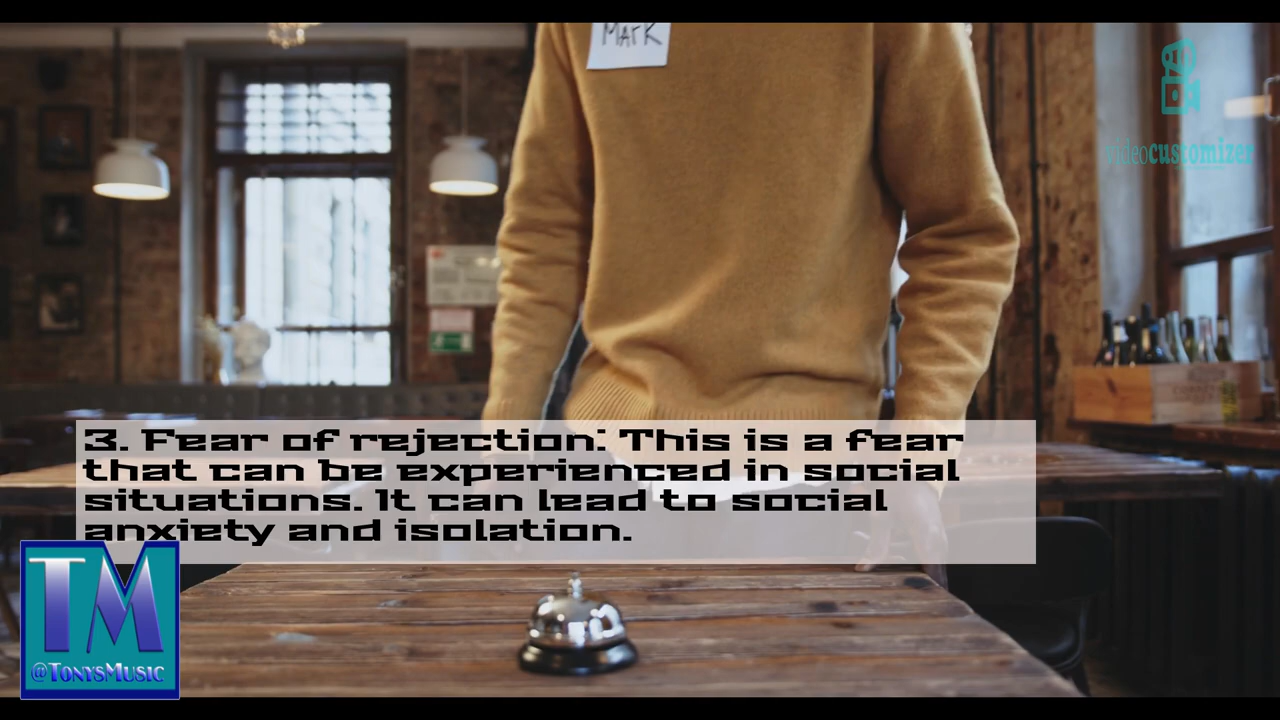 Mark
videocustomizer
3. Fear of rejection: This is a fear
that can be experienced in social
situations. It can lead to social
anxiety and isolation.
TM
@TonysMusic